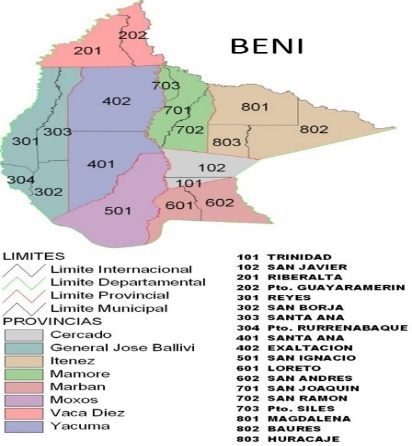 BENI
202
201
703
402
801
701
303
702
802
301
803
401
102
304
101
302
601
602
501
LIMITES
Limite Internacional
Limite Departamental
Limite Provincial
Limite Municipal
PROVINCIAS
Cercado
General Jose Ballivi
Itenez
Mamore
Marban
Moxos
Vaca Diez
Yacuma
101 TRINIDAD
102 SAN JAVIER
201 RIBERALTA
202 Pto. GUAYARAMERIN
301 REYES
302 SAN BORJA
303 SANTA ANA
304 Pto. RURRENABAQUE
401 SANTA ANA
402 EXALTACION
501 SAN IGNACIO
601 LORETO
602 SAN ANDRES
701 SAN JOAQUIN
702 SAN RAMON
703 Pto. SILES
801 MAGDALENA
802 BAURES
803 HURACAJE